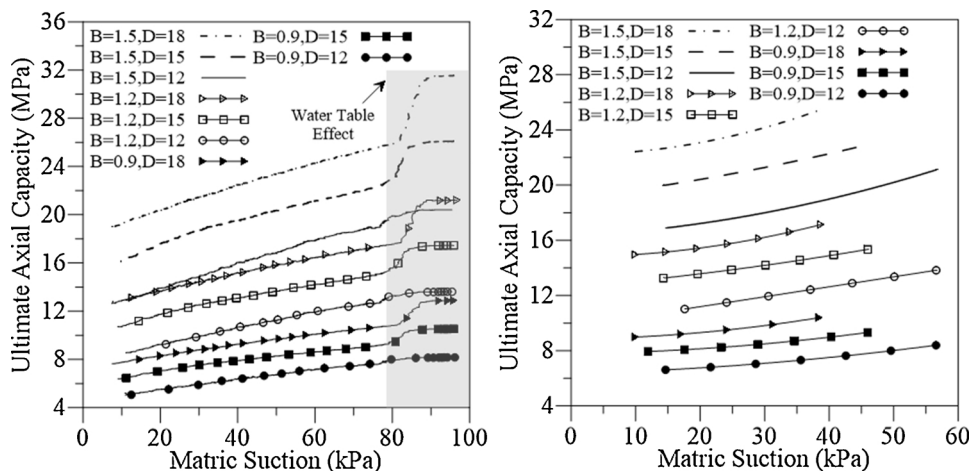 36
32
28
24
20
16
12
8
4
Ultimate Axial Capacity (MPa)
B=1.5,D=18
B=1.5,D=15
B=1.5,D=12
B=1.2,D=18
B=1.2,D=15
B=1.2,D=12
B=0.9,D=18
B=0.9,D=15
B=0.9,D=12
Water Table
Effect
0 20 40 60 80 100
Matric Suction (kPa)
32
28
24
20
16
12
8
4
Ultimate Axial Capacity (MPa)
B=1.5,D=18
B=1.5,D=15
B=1.5,D=12
B=1.2,D=18
B=1.2,D=15
B=1.2,D=12
B=0.9,D=18
B=0.9,D=15
B=0.9,D=12
0 10 20 30 40 50 60
Matric Suction (kPa)